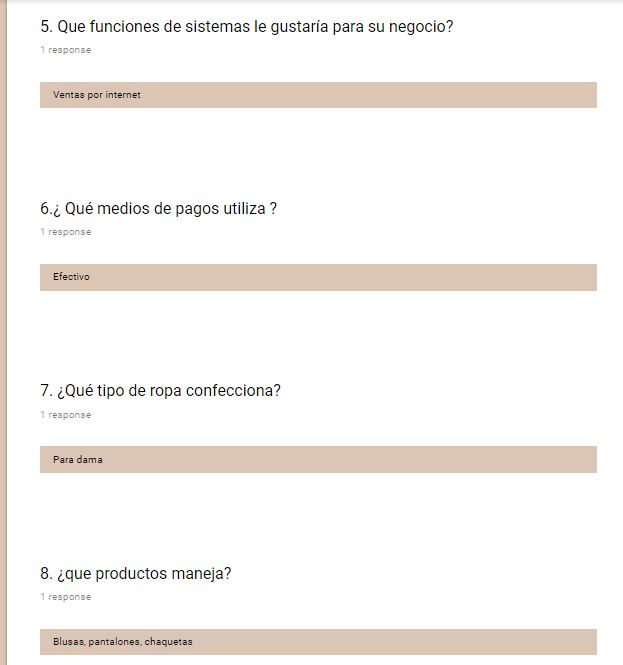 5. Que funciones de sistemas le gustaría para su negocio?
1 response
Ventas por internet
6.¿ Qué medios de pagos utiliza ?
1 response
Efectivo
7. ¿Qué tipo de ropa confecciona?
1 response
Para dama
8. ¿que productos maneja?
1 response
Blusas, pantalones, chaquetas